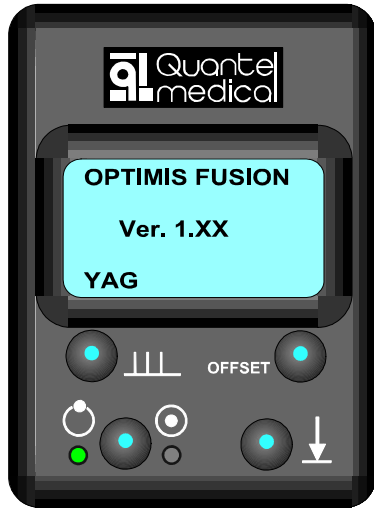 Quantel
medical
OPTIMIS FUSION
Ver. 1.XX
YAG
OFFSET